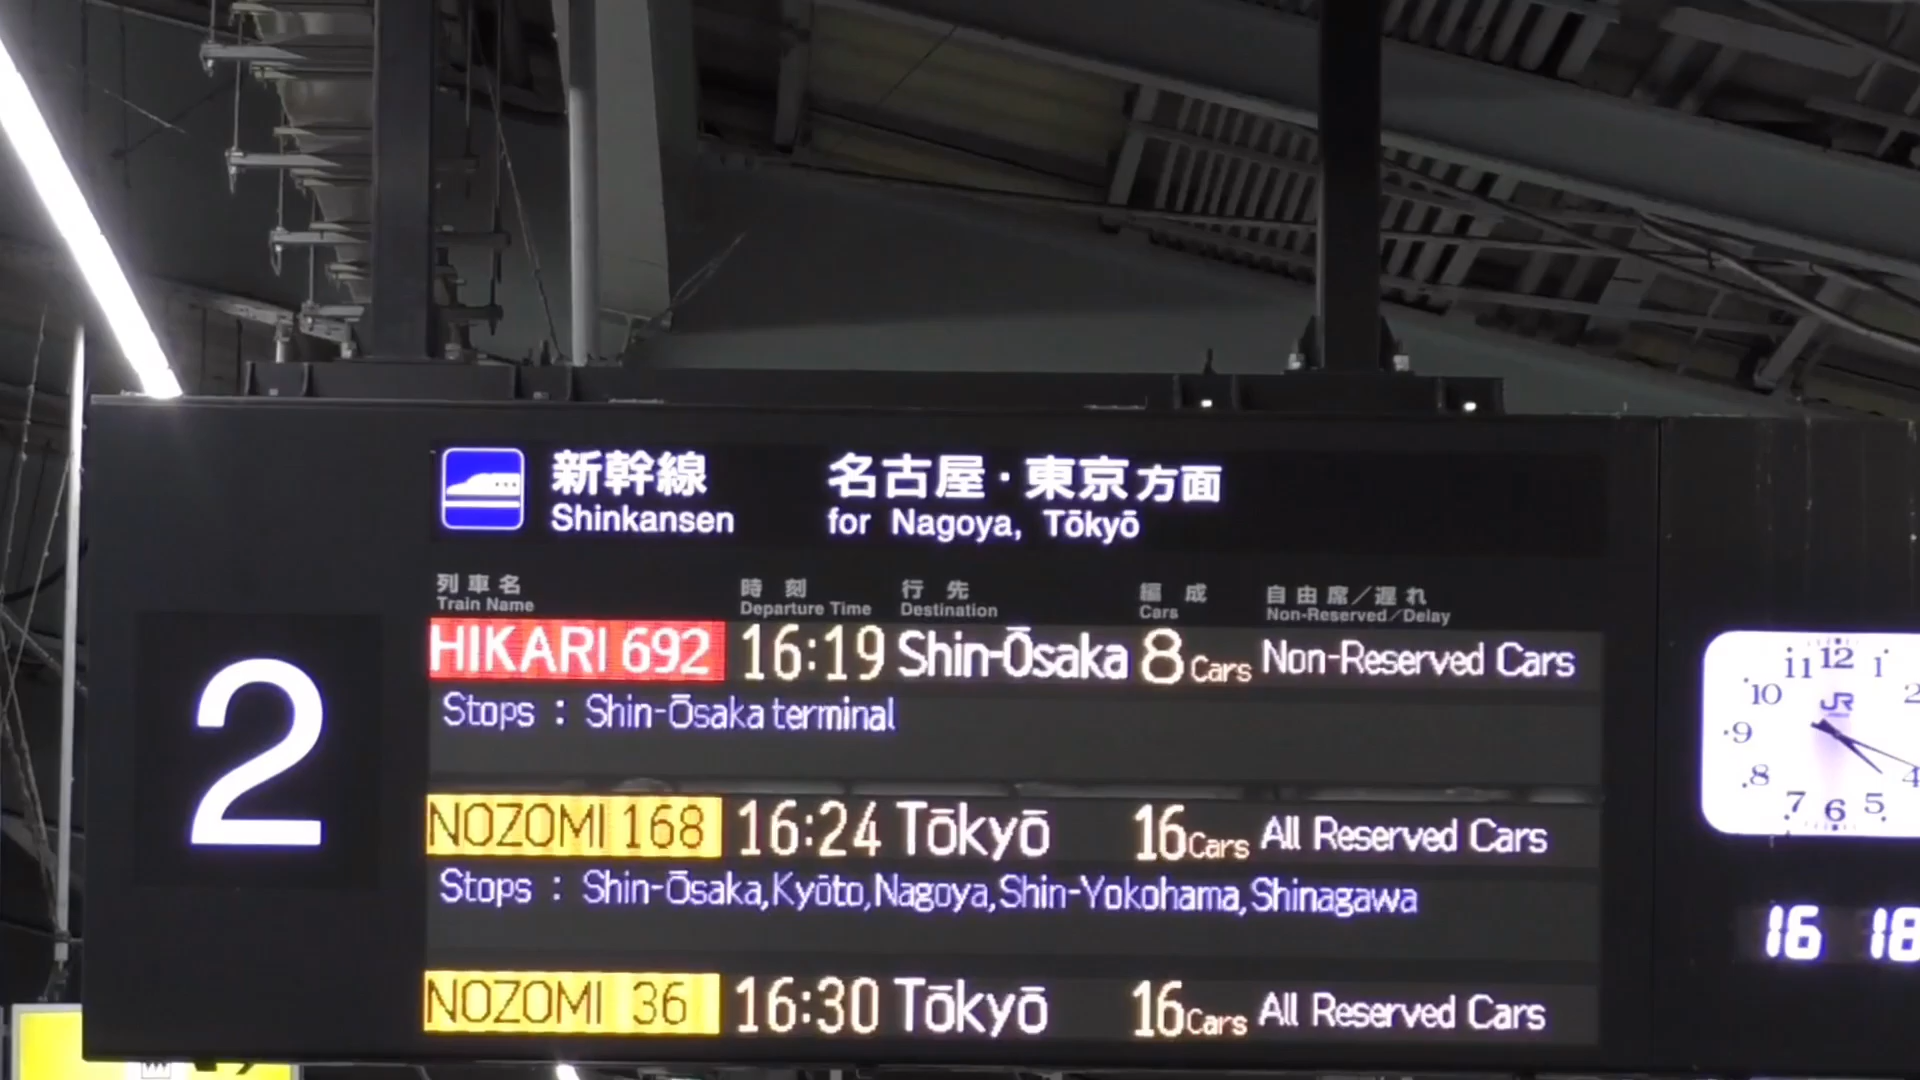 新幹線 名古屋・東京方面
Shinkansen for Nagoya, Tōkyō
列車名 時刻 行先 編成 自由席／遅れ
Train Name Departure Time Destination Cars Non-Reserved／Delay
2
HIKARI 692 16:19 Shin-Ōsaka 8 Cars Non-Reserved Cars
Stops : Shin-Ōsaka terminal
NOZOMI 168 16:24 Tōkyō 16 Cars All Reserved Cars
Stops : Shin-Ōsaka, Kyōto, Nagoya, Shin-Yokohama, Shinagawa
NOZOMI 36 16:30 Tōkyō 16 Cars All Reserved Cars
11 12 1
10 2
JR
9
8 4
7 6 5
16 18